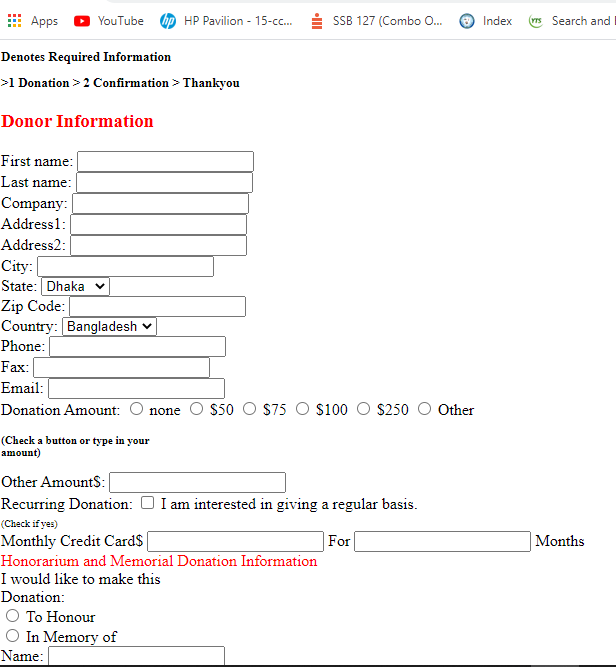 Apps YouTube hp HP Pavilion - 15-cc... SSB 127 (Combo O... Index YTS Search and
Denotes Required Information
>1 Donation > 2 Confirmation > Thankyou
Donor Information
First name:
Last name:
Company:
Address1:
Address2:
City:
State: Dhaka
Zip Code:
Country: Bangladesh
Phone:
Fax:
Email:
Donation Amount: none $50 $75 $100 $250 Other
(Check a button or type in your
amount)
Other Amount$:
Recurring Donation: I am interested in giving a regular basis.
(Check if yes)
Monthly Credit Card$ For Months
Honorarium and Memorial Donation Information
I would like to make this
Donation:
To Honour
In Memory of
Name: